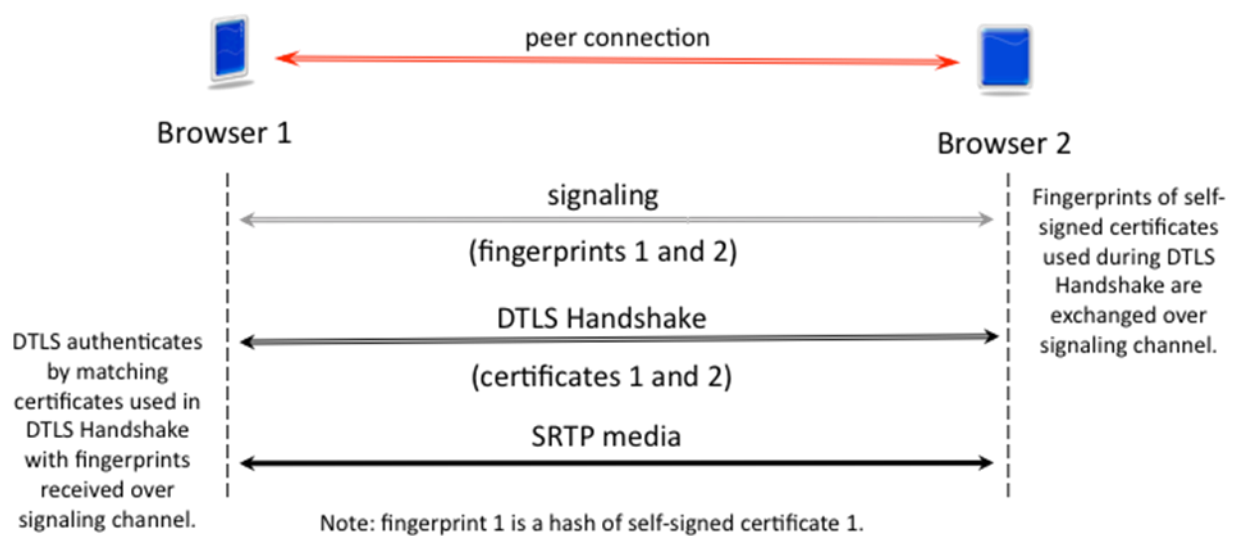 peer connection
Browser 1
Browser 2
signaling
(fingerprints 1 and 2)
Fingerprints of self-
signed certificates
used during DTLS
Handshake are
exchanged over
signaling channel.
DTLS Handshake
(certificates 1 and 2)
DTLS authenticates
by matching
certificates used in
DTLS Handshake
with fingerprints
received over
signaling channel.
SRTP media
Note: fingerprint 1 is a hash of self-signed certificate 1.